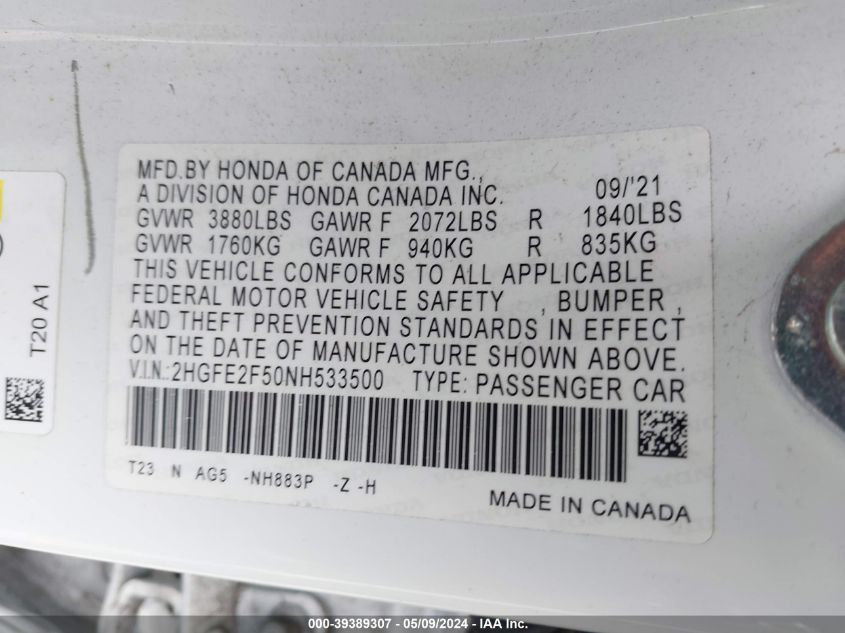 MFD.BY HONDA OF CANADA MFG.,
A DIVISION OF HONDA CANADA INC. 09/'21
GVWR 3880LBS GAWR F 2072LBS R 1840LBS
GVWR 1760KG GAWR F 940KG R 835KG
THIS VEHICLE CONFORMS TO ALL APPLICABLE
FEDERAL MOTOR VEHICLE SAFETY , BUMPER ,
AND THEFT PREVENTION STANDARDS IN EFFECT
ON THE DATE OF MANUFACTURE SHOWN ABOVE.
V.I.N.: 2HGFE2F50NH533500 TYPE: PASSENGER CAR
T23 N AG5 -NH883P -Z -H
MADE IN CANADA
T20 A1
000-39389307 - 05/09/2024 - IAA Inc.